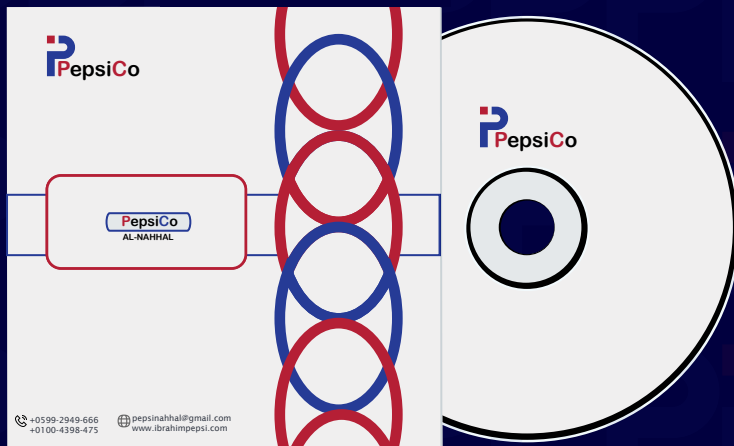 PepsiCo
PepsiCo
PepsiCo
AL-NAHHAL
+0599-2949-666
+0100-4398-475
pepsinahhal@gmail.com
www.ibrahimpepsi.com